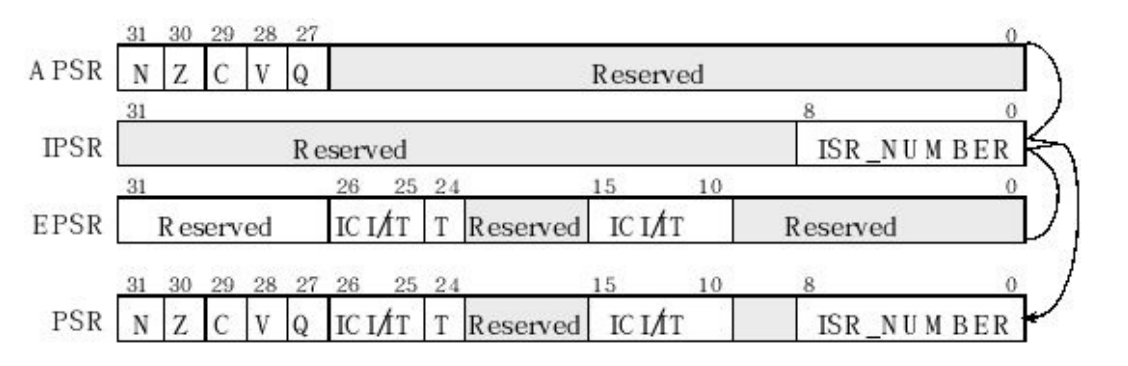 31 30 29 28 27 0
APSR N Z C V Q Reserved
31 8 0
IPSR Reserved ISR_NUMBER
31 26 25 24 15 10 0
EPSR Reserved ICI/IT T Reserved ICI/IT Reserved
31 30 29 28 27 26 25 24 15 10 8 0
PSR N Z C V Q ICI/IT T Reserved ICI/IT ISR_NUMBER